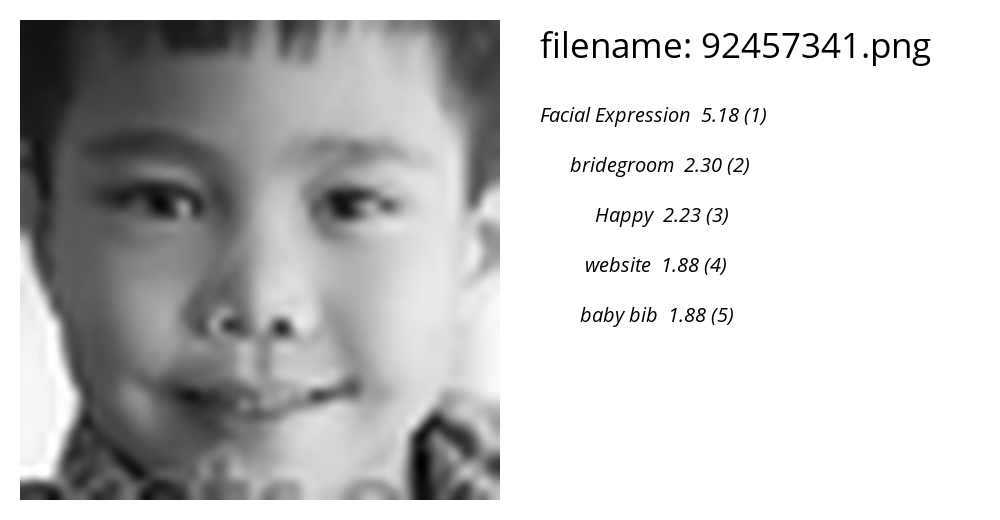 filename: 92457341.png
Facial Expression 5.18 (1)
bridegroom 2.30 (2)
Happy 2.23 (3)
website 1.88 (4)
baby bib 1.88 (5)